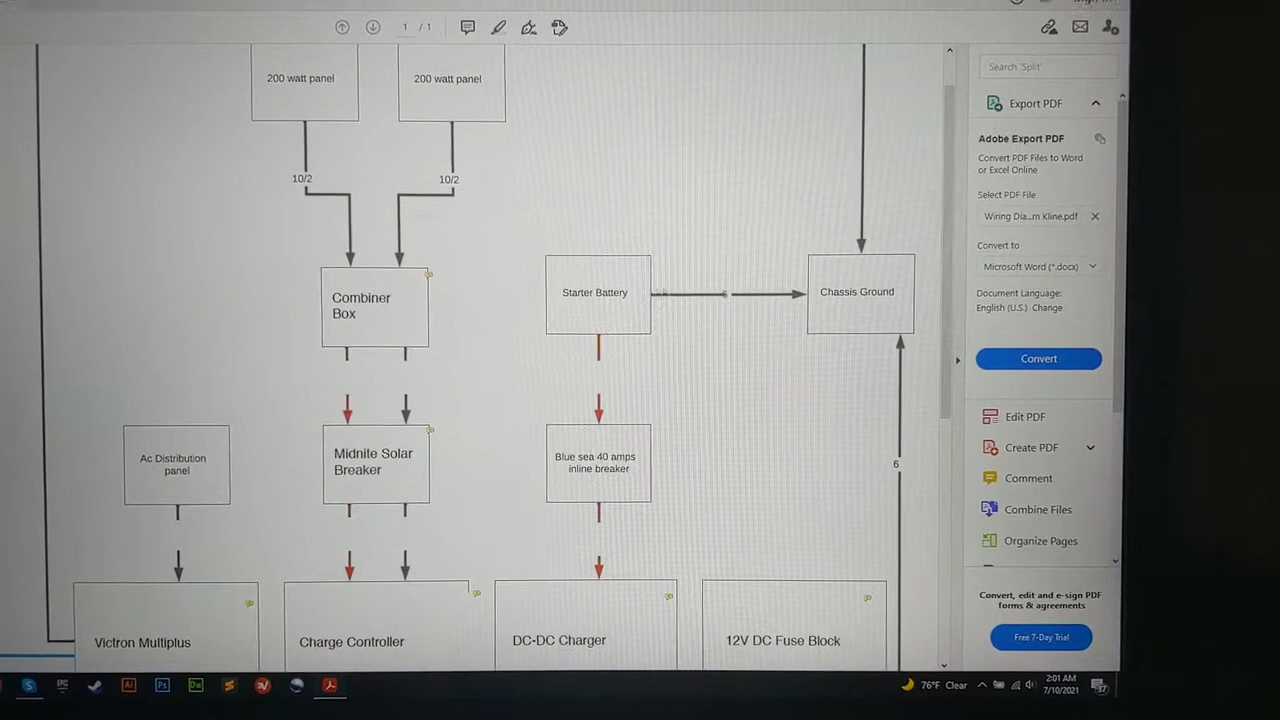 1 / 1
200 watt panel
200 watt panel
10/2
10/2
Combiner
Box
Starter Battery
6
Chassis Ground
Ac Distribution
panel
Midnite Solar
Breaker
Blue sea 40 amps
inline breaker
6
Victron Multiplus
Charge Controller
DC-DC Charger
12V DC Fuse Block
Search 'Split'
Export PDF
Adobe Export PDF
Convert PDF Files to Word
or Excel Online
Select PDF File
Wiring Dia...m Kline.pdf
Convert to
Microsoft Word (*.docx)
Document Language:
English (U.S.) Change
Convert
Edit PDF
Create PDF
Comment
Combine Files
Organize Pages
Convert, edit and e-sign PDF
forms & agreements
Free 7-Day Trial
S
EPIC
Ai
Ps
Dw
76°F Clear
2:01 AM
7/10/2021
37